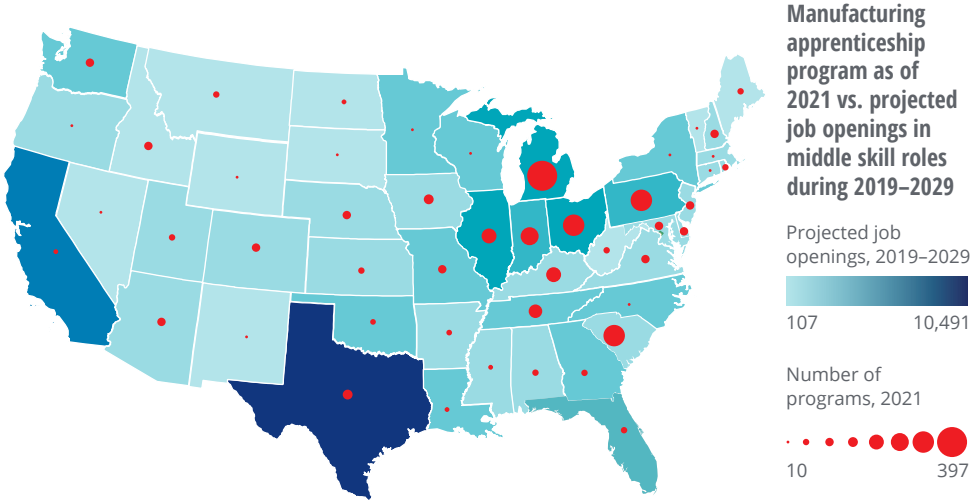 Manufacturing
apprenticeship
program as of
2021 vs. projected
job openings in
middle skill roles
during 2019–2029
Projected job
openings, 2019–2029
107 10,491
Number of
programs, 2021
10 397